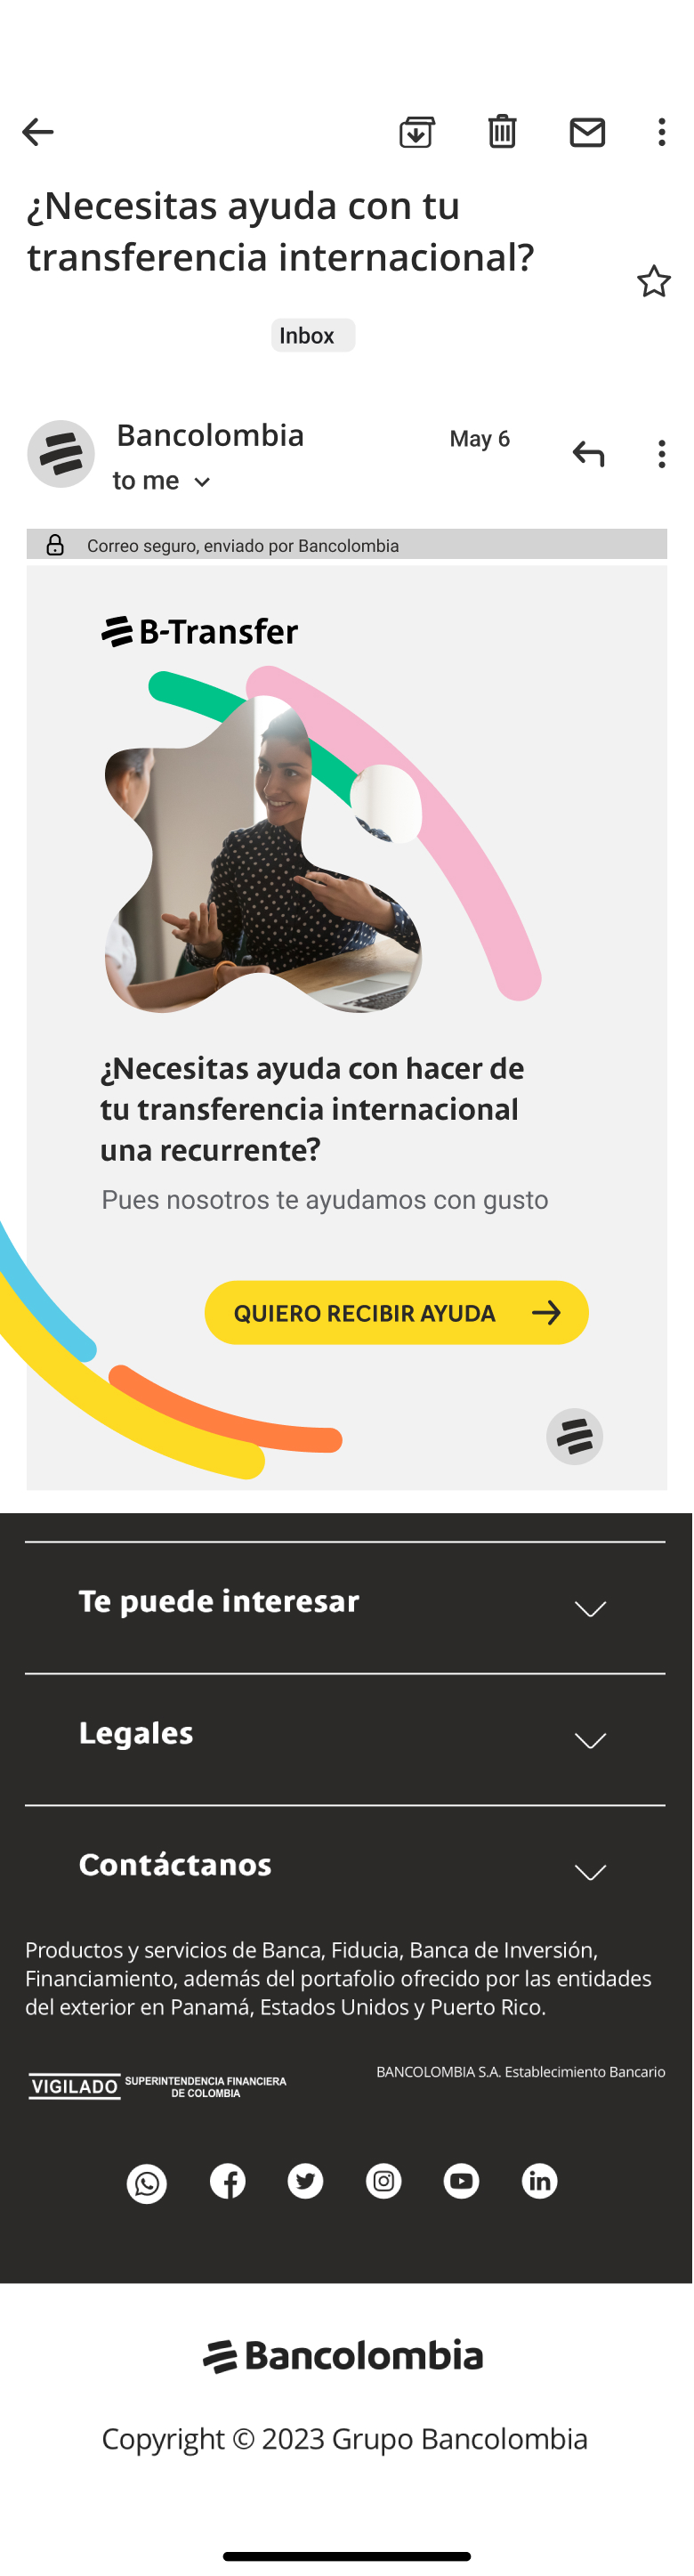 ¿Necesitas ayuda con tu
transferencia internacional?
Inbox
Bancolombia
May 6
to me
Correo seguro, enviado por Bancolombia
B-Transfer
¿Necesitas ayuda con hacer de
tu transferencia internacional
una recurrente?
Pues nosotros te ayudamos con gusto
QUIERO RECIBIR AYUDA
Te puede interesar
Legales
Contáctanos
Productos y servicios de Banca, Fiducia, Banca de Inversión,
Financiamiento, además del portafolio ofrecido por las entidades
del exterior en Panamá, Estados Unidos y Puerto Rico.
VIGILADO SUPERINTENDENCIA FINANCIERA
DE COLOMBIA
BANCOLOMBIA S.A. Establecimiento Bancario
Bancolombia
Copyright © 2023 Grupo Bancolombia